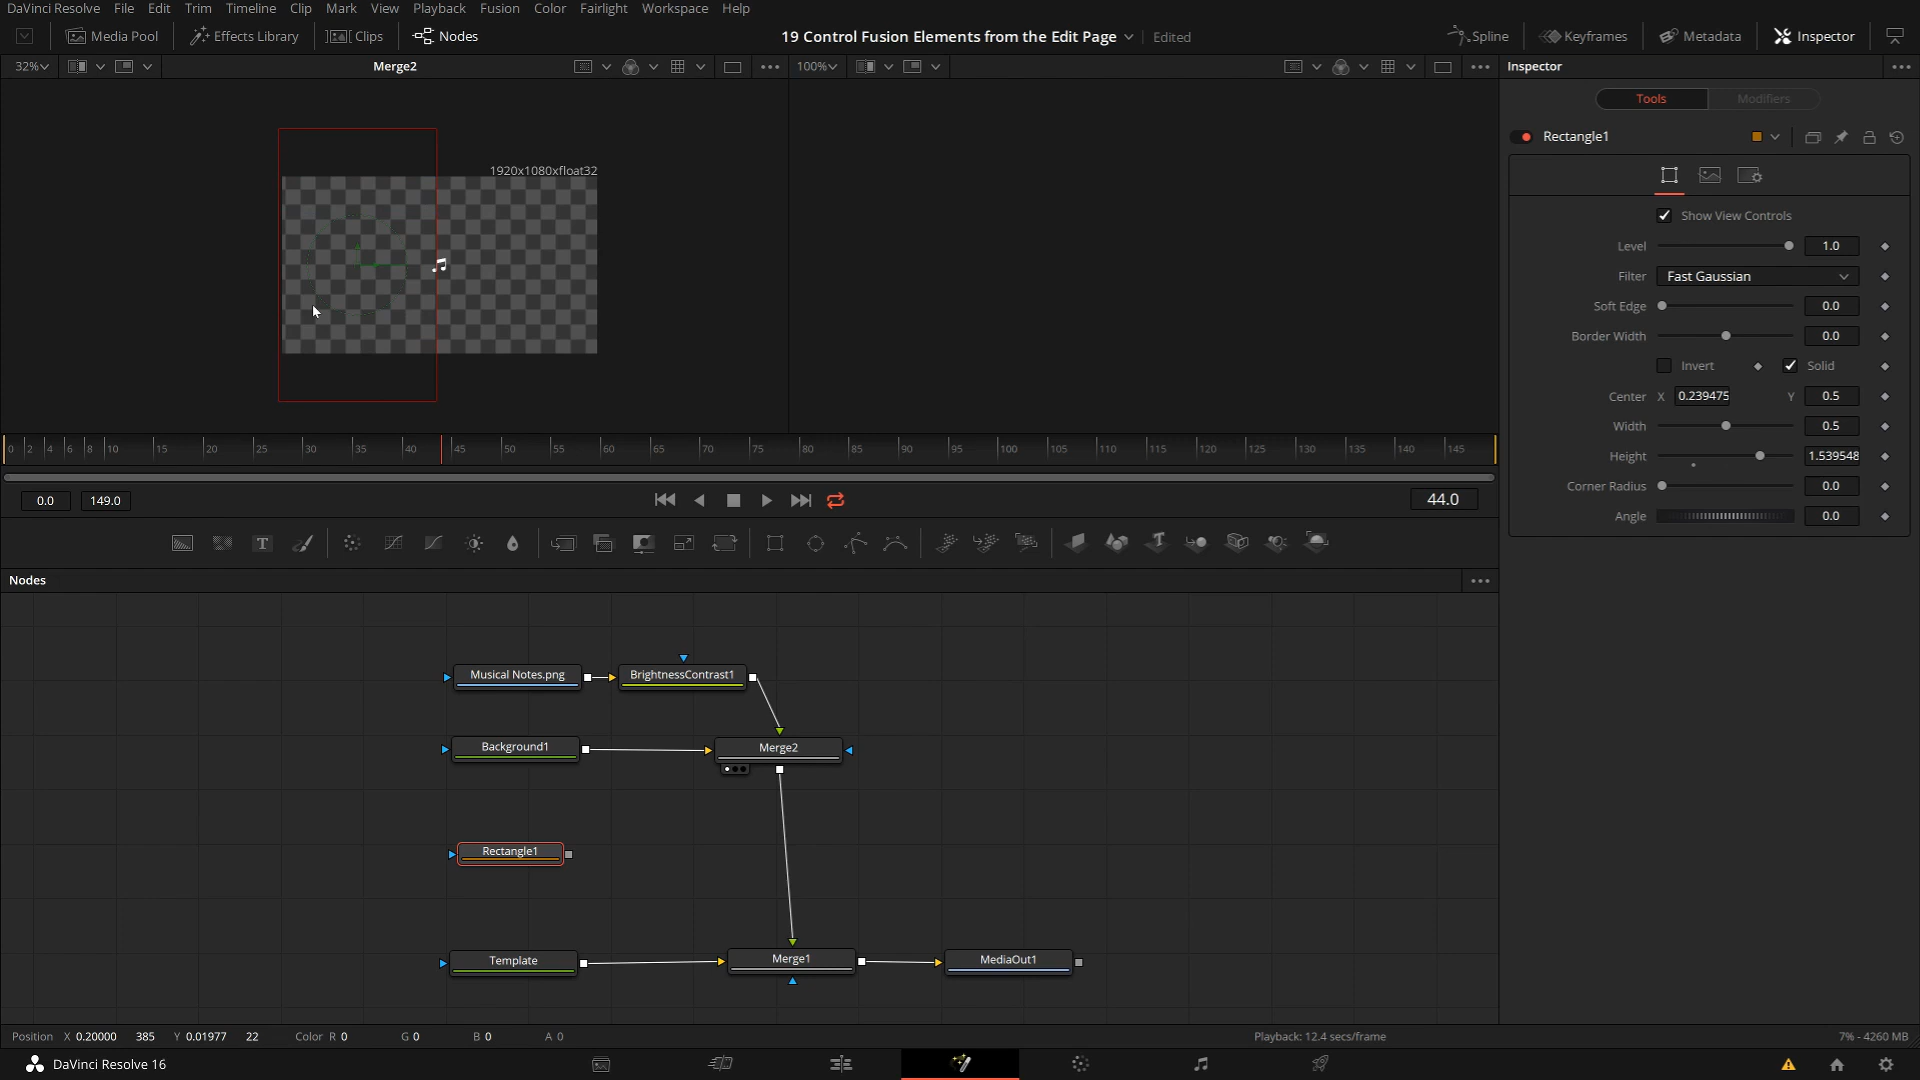 DaVinci Resolve File Edit Trim Timeline Clip Mark View Playback Fusion Color Fairlight Workspace Help
Media Pool Effects Library Clips Nodes 19 Control Fusion Elements from the Edit Page Edited Spline Keyframes Metadata Inspector
32% Merge2 100% Inspector
Tools Modifiers
Rectangle1
1920x1080xfloat32
Show View Controls
Level 1.0
Filter Fast Gaussian
Soft Edge 0.0
Border Width 0.0
Invert Solid
Center X 0.239475 Y 0.5
Width 0.5
Height 1.539548
Corner Radius 0.0
Angle 0.0
0 2 4 6 8 10 15 20 25 30 35 40 45 50 55 60 65 70 75 80 85 90 95 100 105 110 115 120 125 130 135 140 145
0.0 149.0 44.0
Nodes
Musical Notes.png BrightnessContrast1
Background1 Merge2
Rectangle1
Template Merge1 MediaOut1
Position X 0.20000 385 Y 0.01977 22 Color R 0 G 0 B 0 A 0 Playback: 12.4 secs/frame 7% - 4260 MB
DaVinci Resolve 16